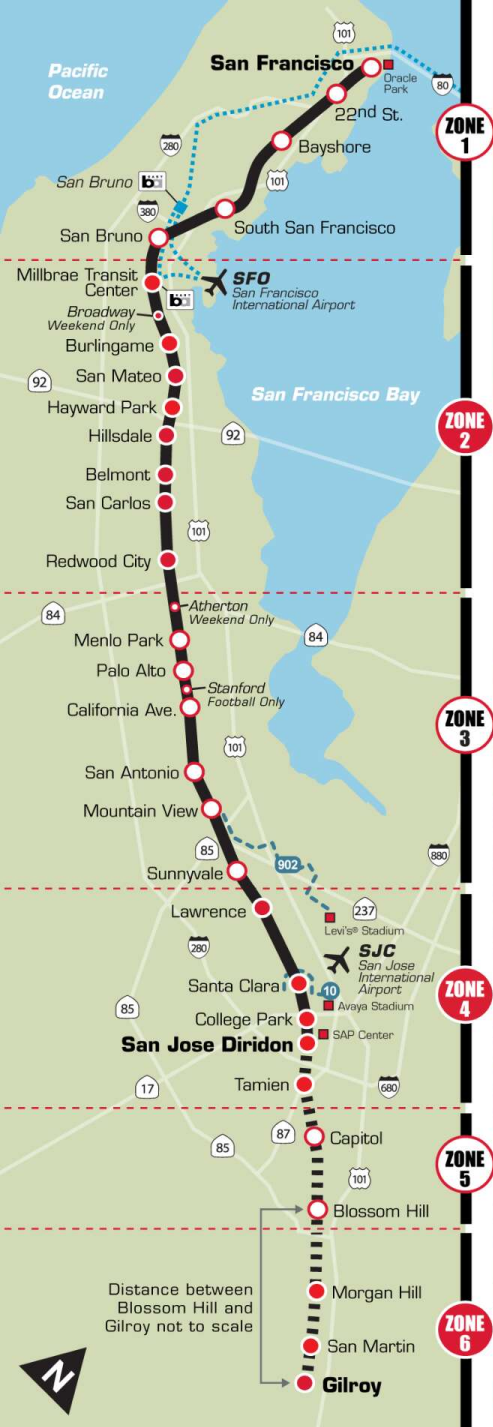 101
Pacific
Ocean
San Francisco
Oracle
Park
80
22nd St.
ZONE
1
280
Bayshore
San Bruno
BART
ba
101
380
South San Francisco
San Bruno
Millbrae Transit
Center
SFO
San Francisco
International Airport
BART
ba
Broadway
Weekend Only
Burlingame
San Mateo
92
San Francisco Bay
Hayward Park
ZONE
2
Hillsdale
92
Belmont
San Carlos
101
Redwood City
Atherton
Weekend Only
84
Menlo Park
84
Palo Alto
Stanford
Football Only
California Ave.
ZONE
3
101
San Antonio
Mountain View
85
880
902
Sunnyvale
Lawrence
237
Levi's® Stadium
280
SJC
San Jose
International
Airport
Santa Clara
10
ZONE
4
85
Avaya Stadium
College Park
San Jose Diridon
SAP Center
Tamien
17
680
87
Capitol
85
ZONE
5
101
Blossom Hill
Distance between
Blossom Hill and
Gilroy not to scale
Morgan Hill
ZONE
6
San Martin
N
Gilroy